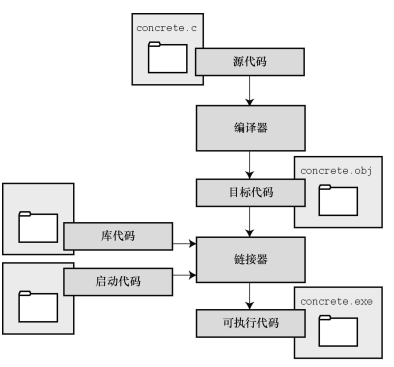 concrete.c
源代码
编译器
concrete.obj
目标代码
库代码
链接器
启动代码
concrete.exe
可执行代码